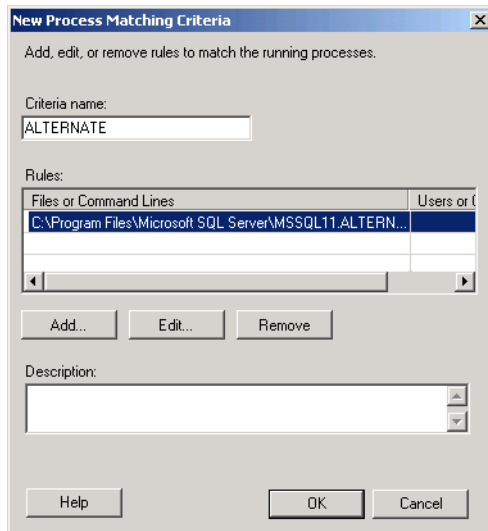 New Process Matching Criteria
Add, edit, or remove rules to match the running processes.
Criteria name:
ALTERNATE
Rules:
Files or Command Lines Users or
C:\Program Files\Microsoft SQL Server\MSSQL11.ALTERN...
Add... Edit... Remove
Description:
Help OK Cancel